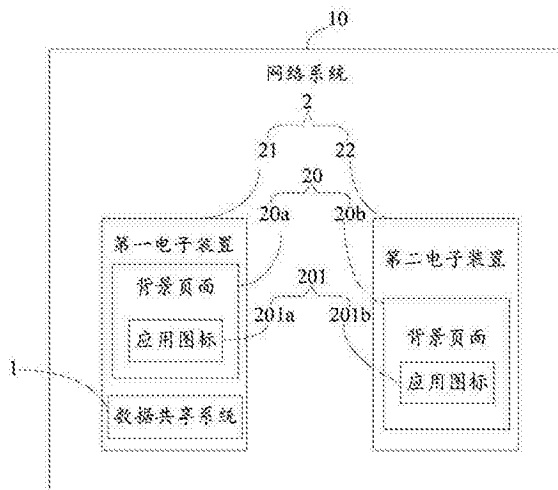 10
网络系统
2
21
22
20
20a
20b
第一电子装置
第二电子装置
背景页面
201
201a
201b
应用图标
背景页面
应用图标
1
数据共享系统